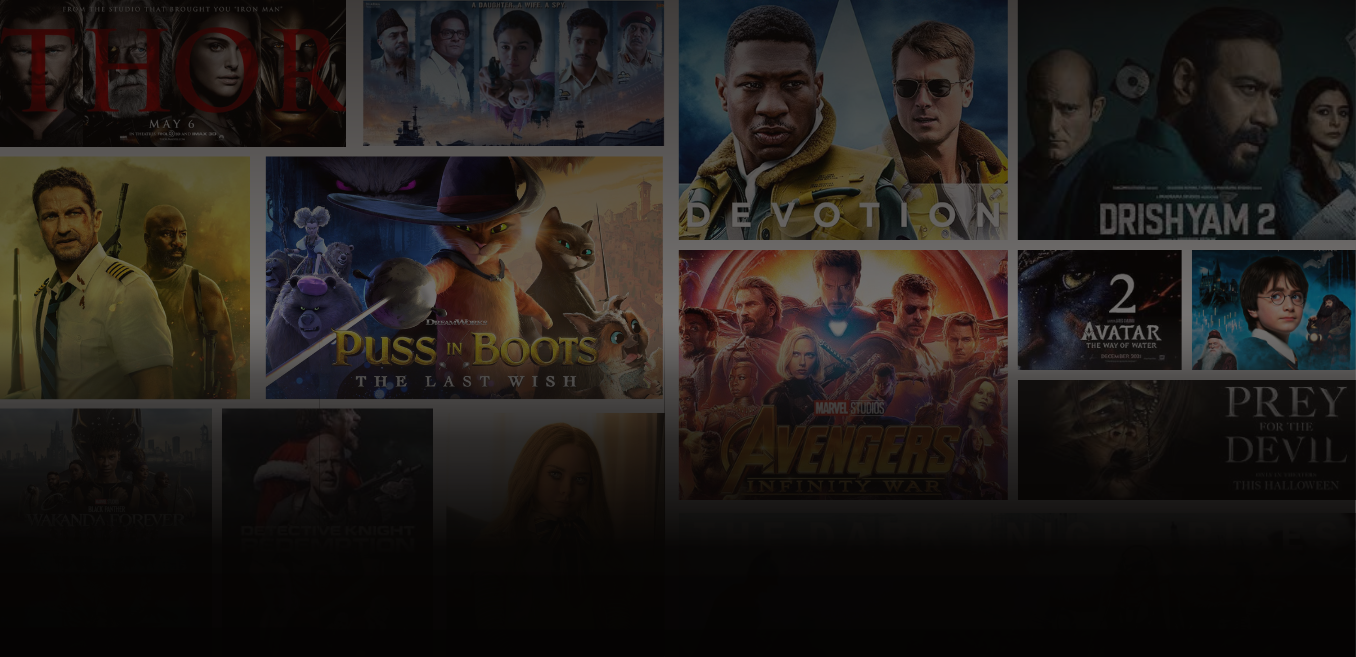 FROM THE STUDIO THAT BROUGHT YOU "IRON MAN"
THOR
MAY 6
A DAUGHTER. A WIFE. A SPY.
DEVOTION
DRISHYAM 2
DREAMWORKS
PUSS IN BOOTS
THE LAST WISH
MARVEL STUDIOS
AVENGERS
INFINITY WAR
2
AVATAR
THE WAY OF WATER
PREY
FOR THE
DEVIL
THIS HALLOWEEN
WAKANDA FOREVER
DETECTIVE KNIGHT